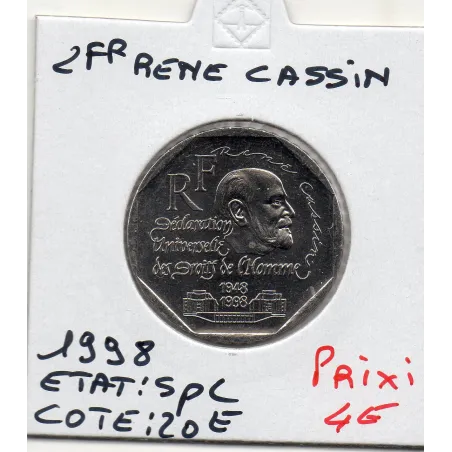 2FR RENE CASSIN
RENE Cassin
RF
Déclaration
Universelle
des Droits de l'Homme
1948
1998
1998
ETAT: SPL
COTE: 20E
PRIXi
4E